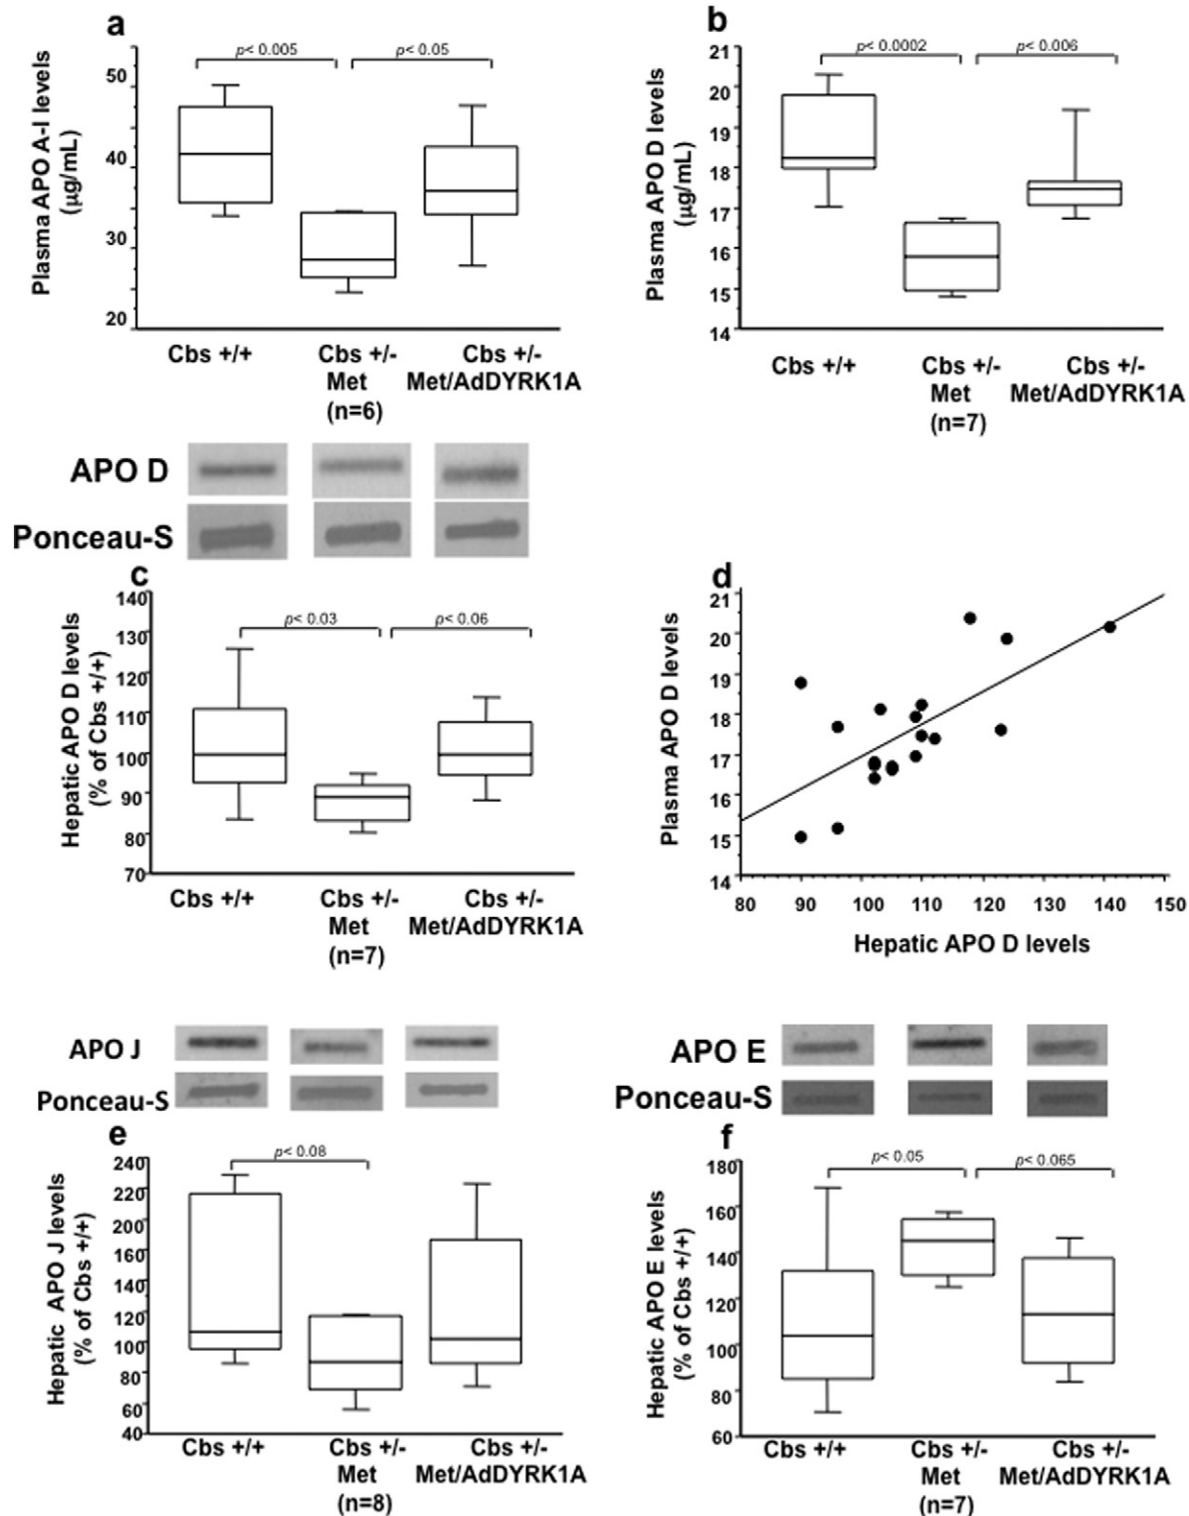 a
Plasma APO A-I levels
(µg/mL)
50
40
30
20
p< 0.005
p< 0.05
Cbs +/+
Cbs +/-
Met
(n=6)
Cbs +/-
Met/AdDYRK1A
b
Plasma APO D levels
(µg/mL)
21
20
19
18
17
16
15
14
p< 0.0002
p< 0.006
Cbs +/+
Cbs +/-
Met
(n=7)
Cbs +/-
Met/AdDYRK1A
APO D
Ponceau-S
c
Hepatic APO D levels
(% of Cbs +/+)
140
130
120
110
100
90
80
70
p< 0.03
p< 0.06
Cbs +/+
Cbs +/-
Met
(n=7)
Cbs +/-
Met/AdDYRK1A
d
Plasma APO D levels
21
20
19
18
17
16
15
14
80 90 100 110 120 130 140 150
Hepatic APO D levels
APO J
Ponceau-S
e
Hepatic APO J levels
(% of Cbs +/+)
240
220
200
160
140
120
100
80
60
40
p< 0.08
Cbs +/+
Cbs +/-
Met
(n=8)
Cbs +/-
Met/AdDYRK1A
APO E
Ponceau-S
f
Hepatic APO E levels
(% of Cbs +/+)
180
160
140
120
100
80
60
p< 0.05
p< 0.065
Cbs +/+
Cbs +/-
Met
(n=7)
Cbs +/-
Met/AdDYRK1A